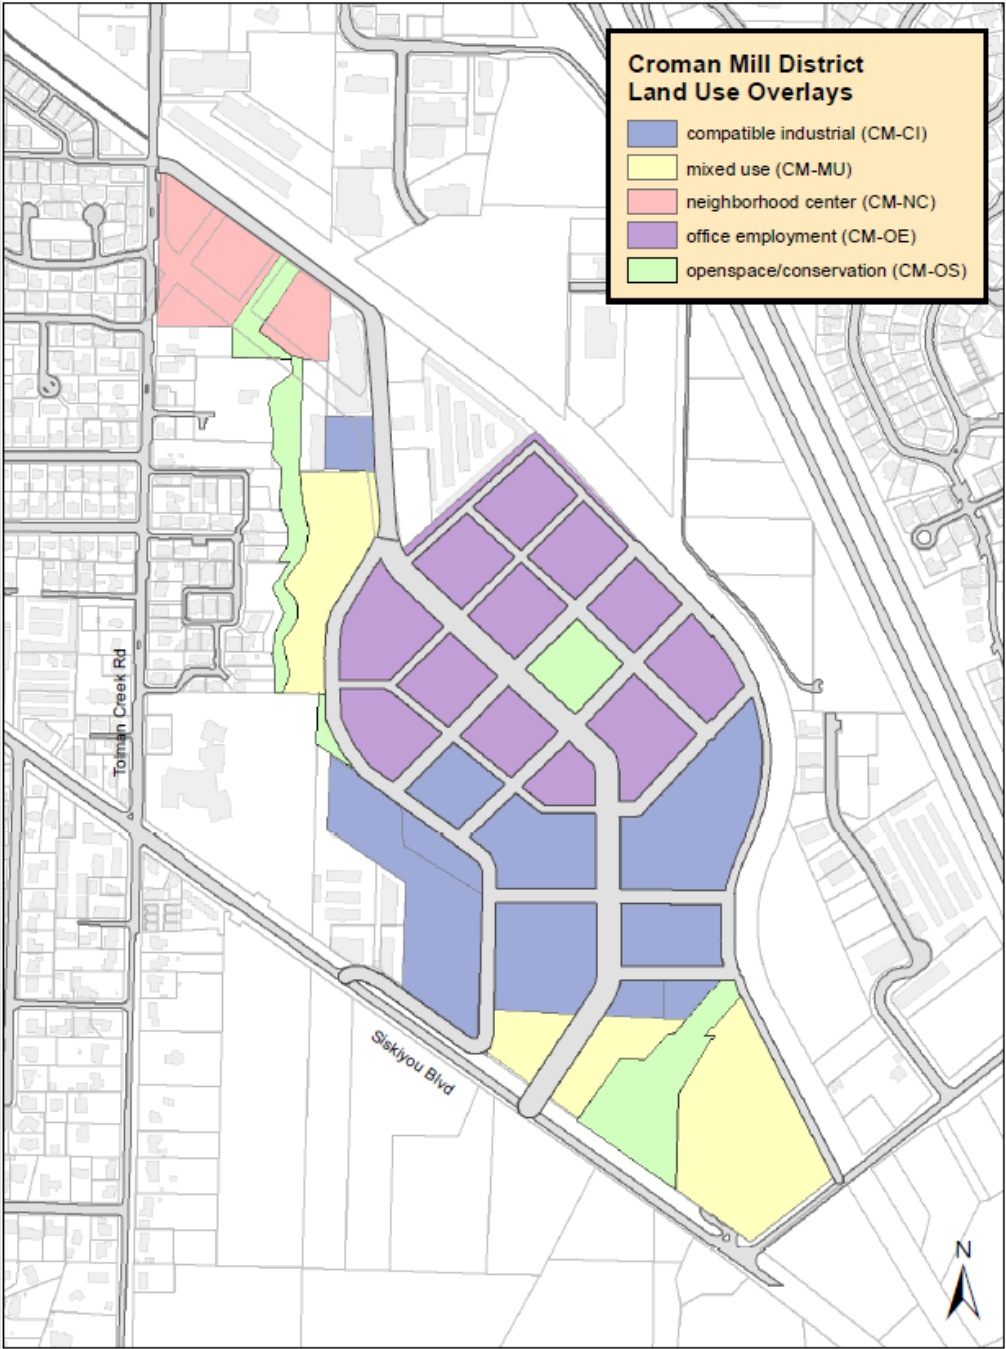 Croman Mill District
Land Use Overlays
compatible industrial (CM-CI)
mixed use (CM-MU)
neighborhood center (CM-NC)
office employment (CM-OE)
openspace/conservation (CM-OS)
Tolman Creek Rd
Siskiyou Blvd
N